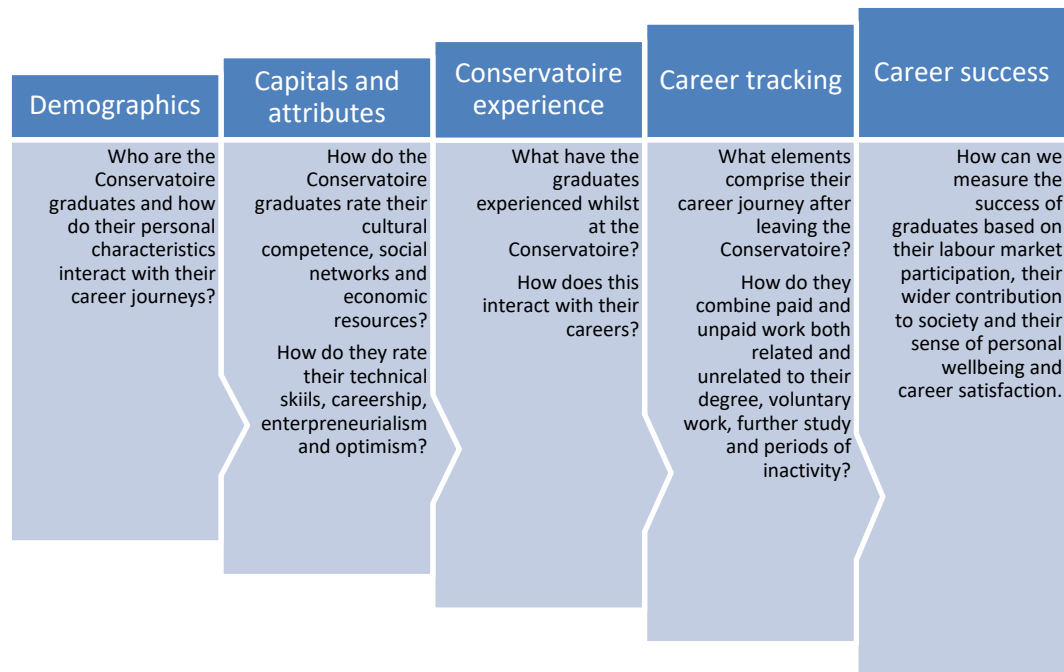 Demographics
Who are the
Conservatoire
graduates and how
do their personal
characteristics
interact with their
career journeys?
Capitals and
attributes
How do the
Conservatoire
graduates rate their
cultural
competence, social
networks and
economic
resources?
How do they rate
their technical
skiils, careership,
enterpreneurialism
and optimism?
Conservatoire
experience
What have the
graduates
experienced whilst
at the
Conservatoire?
How does this
interact with their
careers?
Career tracking
What elements
comprise their
career journey after
leaving the
Conservatoire?
How do they
combine paid and
unpaid work both
related and
unrelated to their
degree, voluntary
work, further study
and periods of
inactivity?
Career success
How can we
measure the
success of
graduates based on
their labour market
participation, their
wider contribution
to society and their
sense of personal
wellbeing and
career satisfaction.